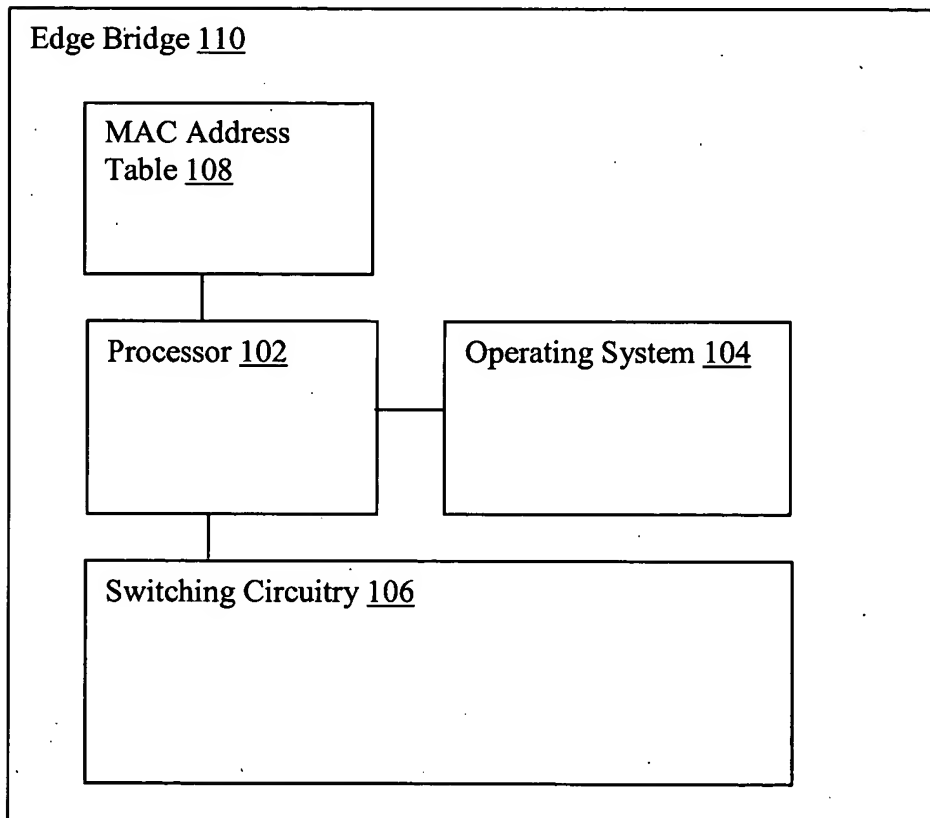 Edge Bridge 110
MAC Address
Table 108
Processor 102
Operating System 104
Switching Circuitry 106